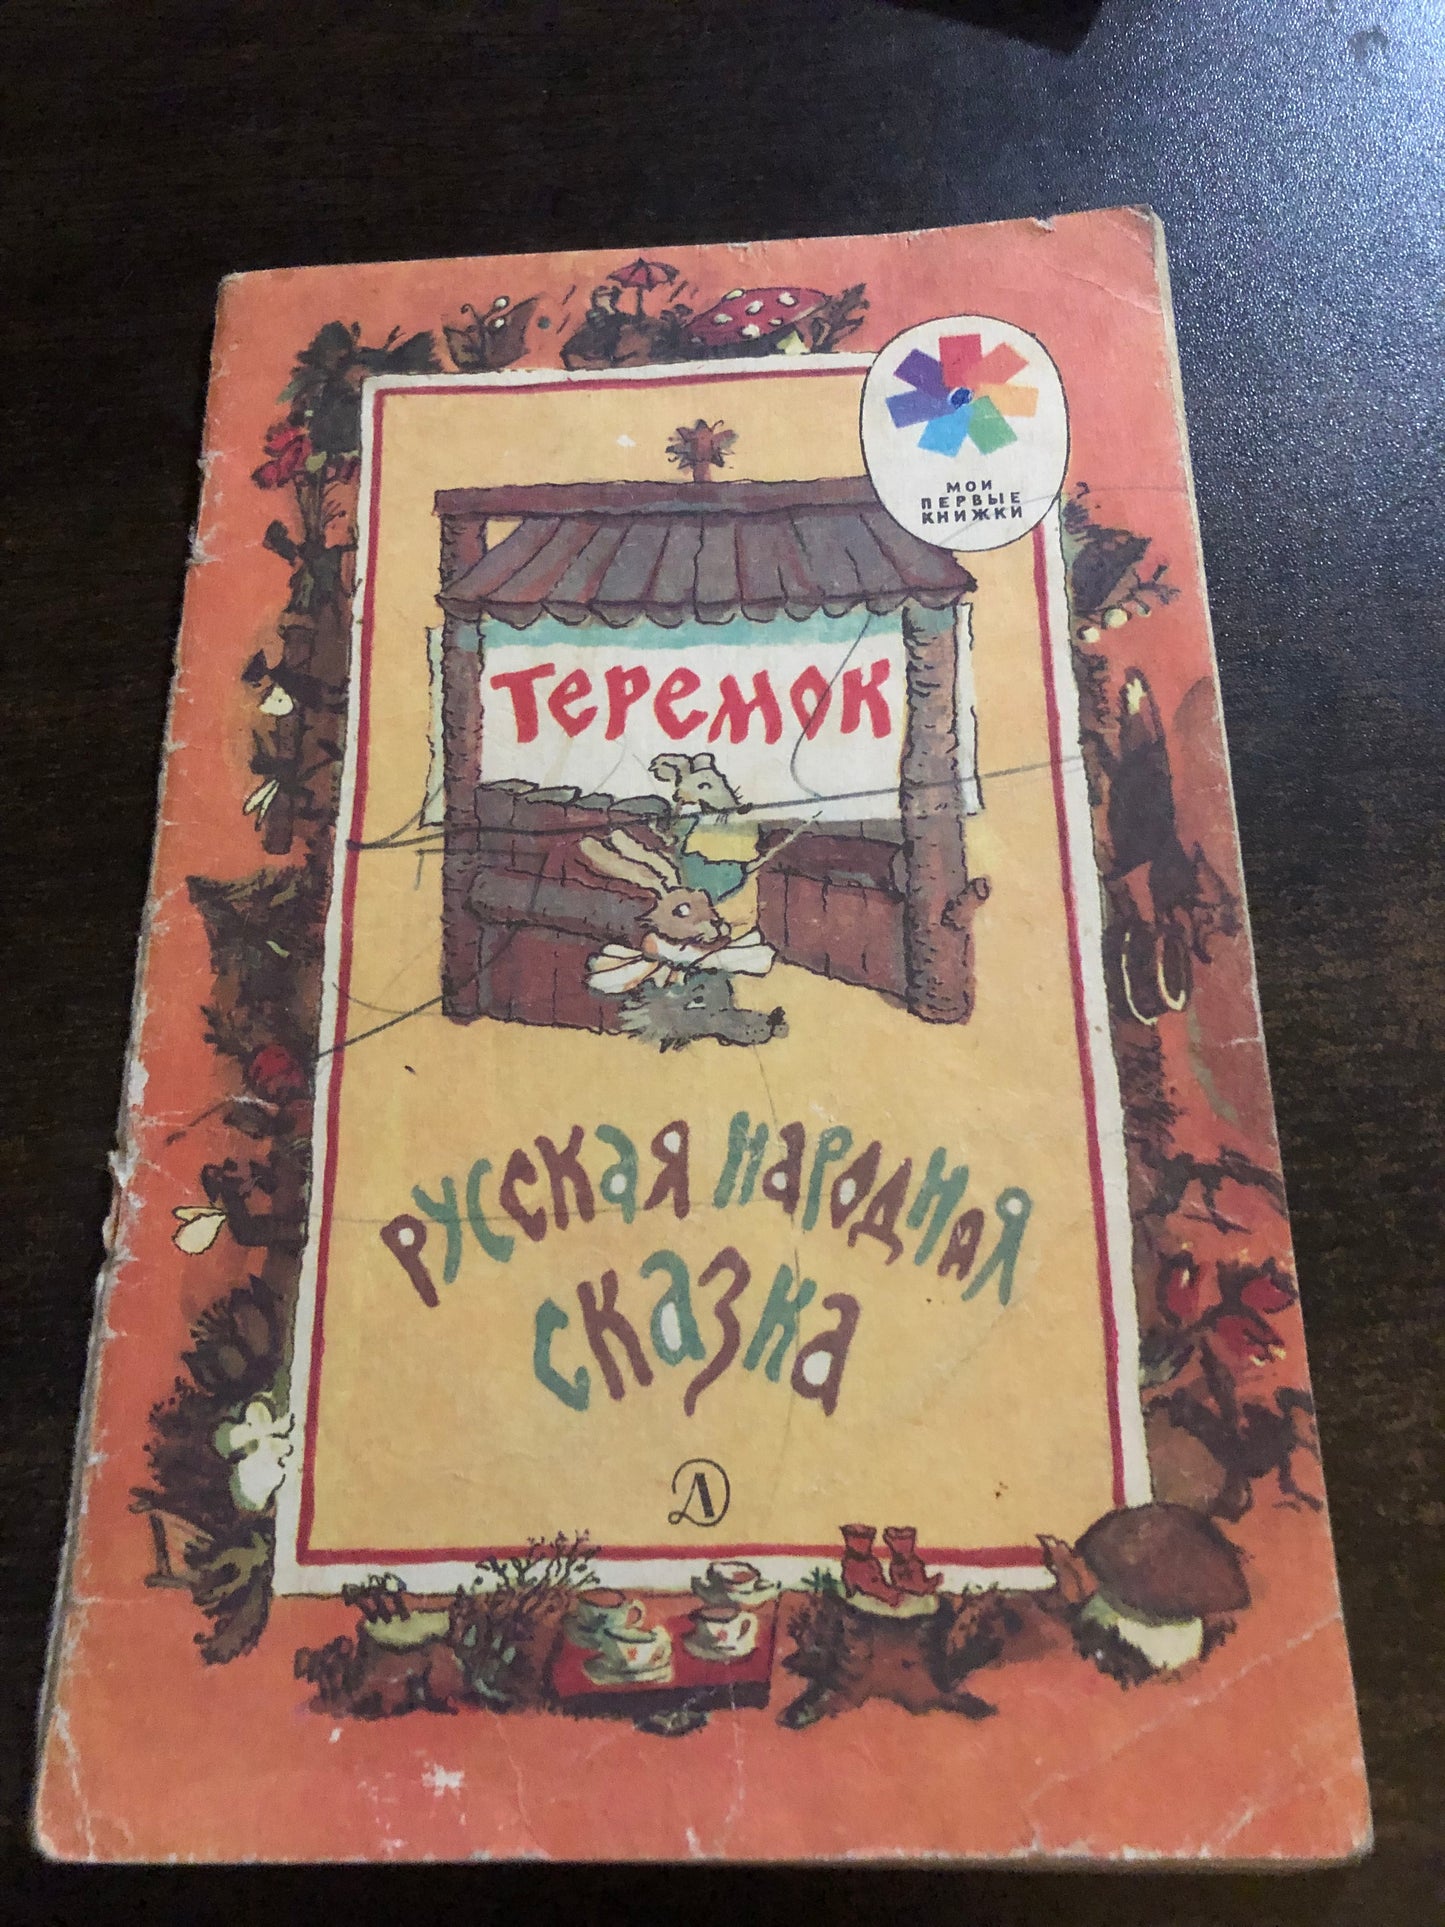 МОИ
ПЕРВЫЕ
КНИЖКИ
ТЕРЕМОК
РУССКАЯ НАРОДНАЯ
СКАЗКА
Д